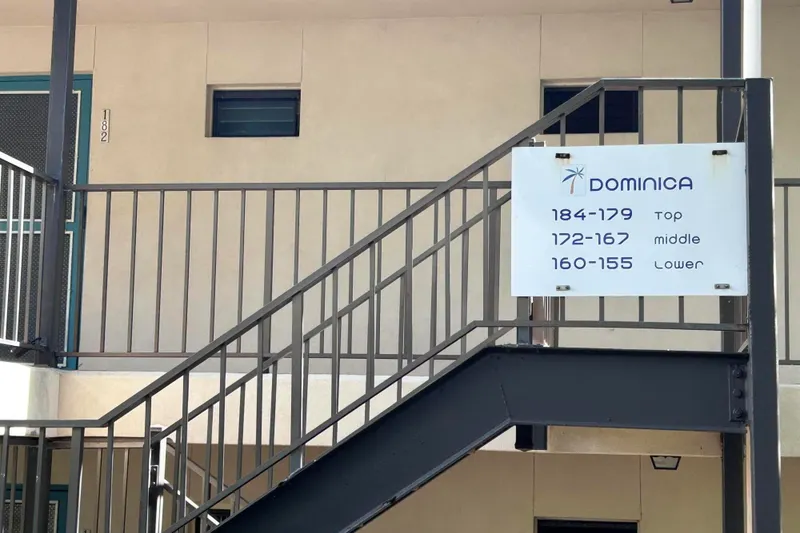 182
DOMINICA
184-179 Top
172-167 middle
160-155 Lower